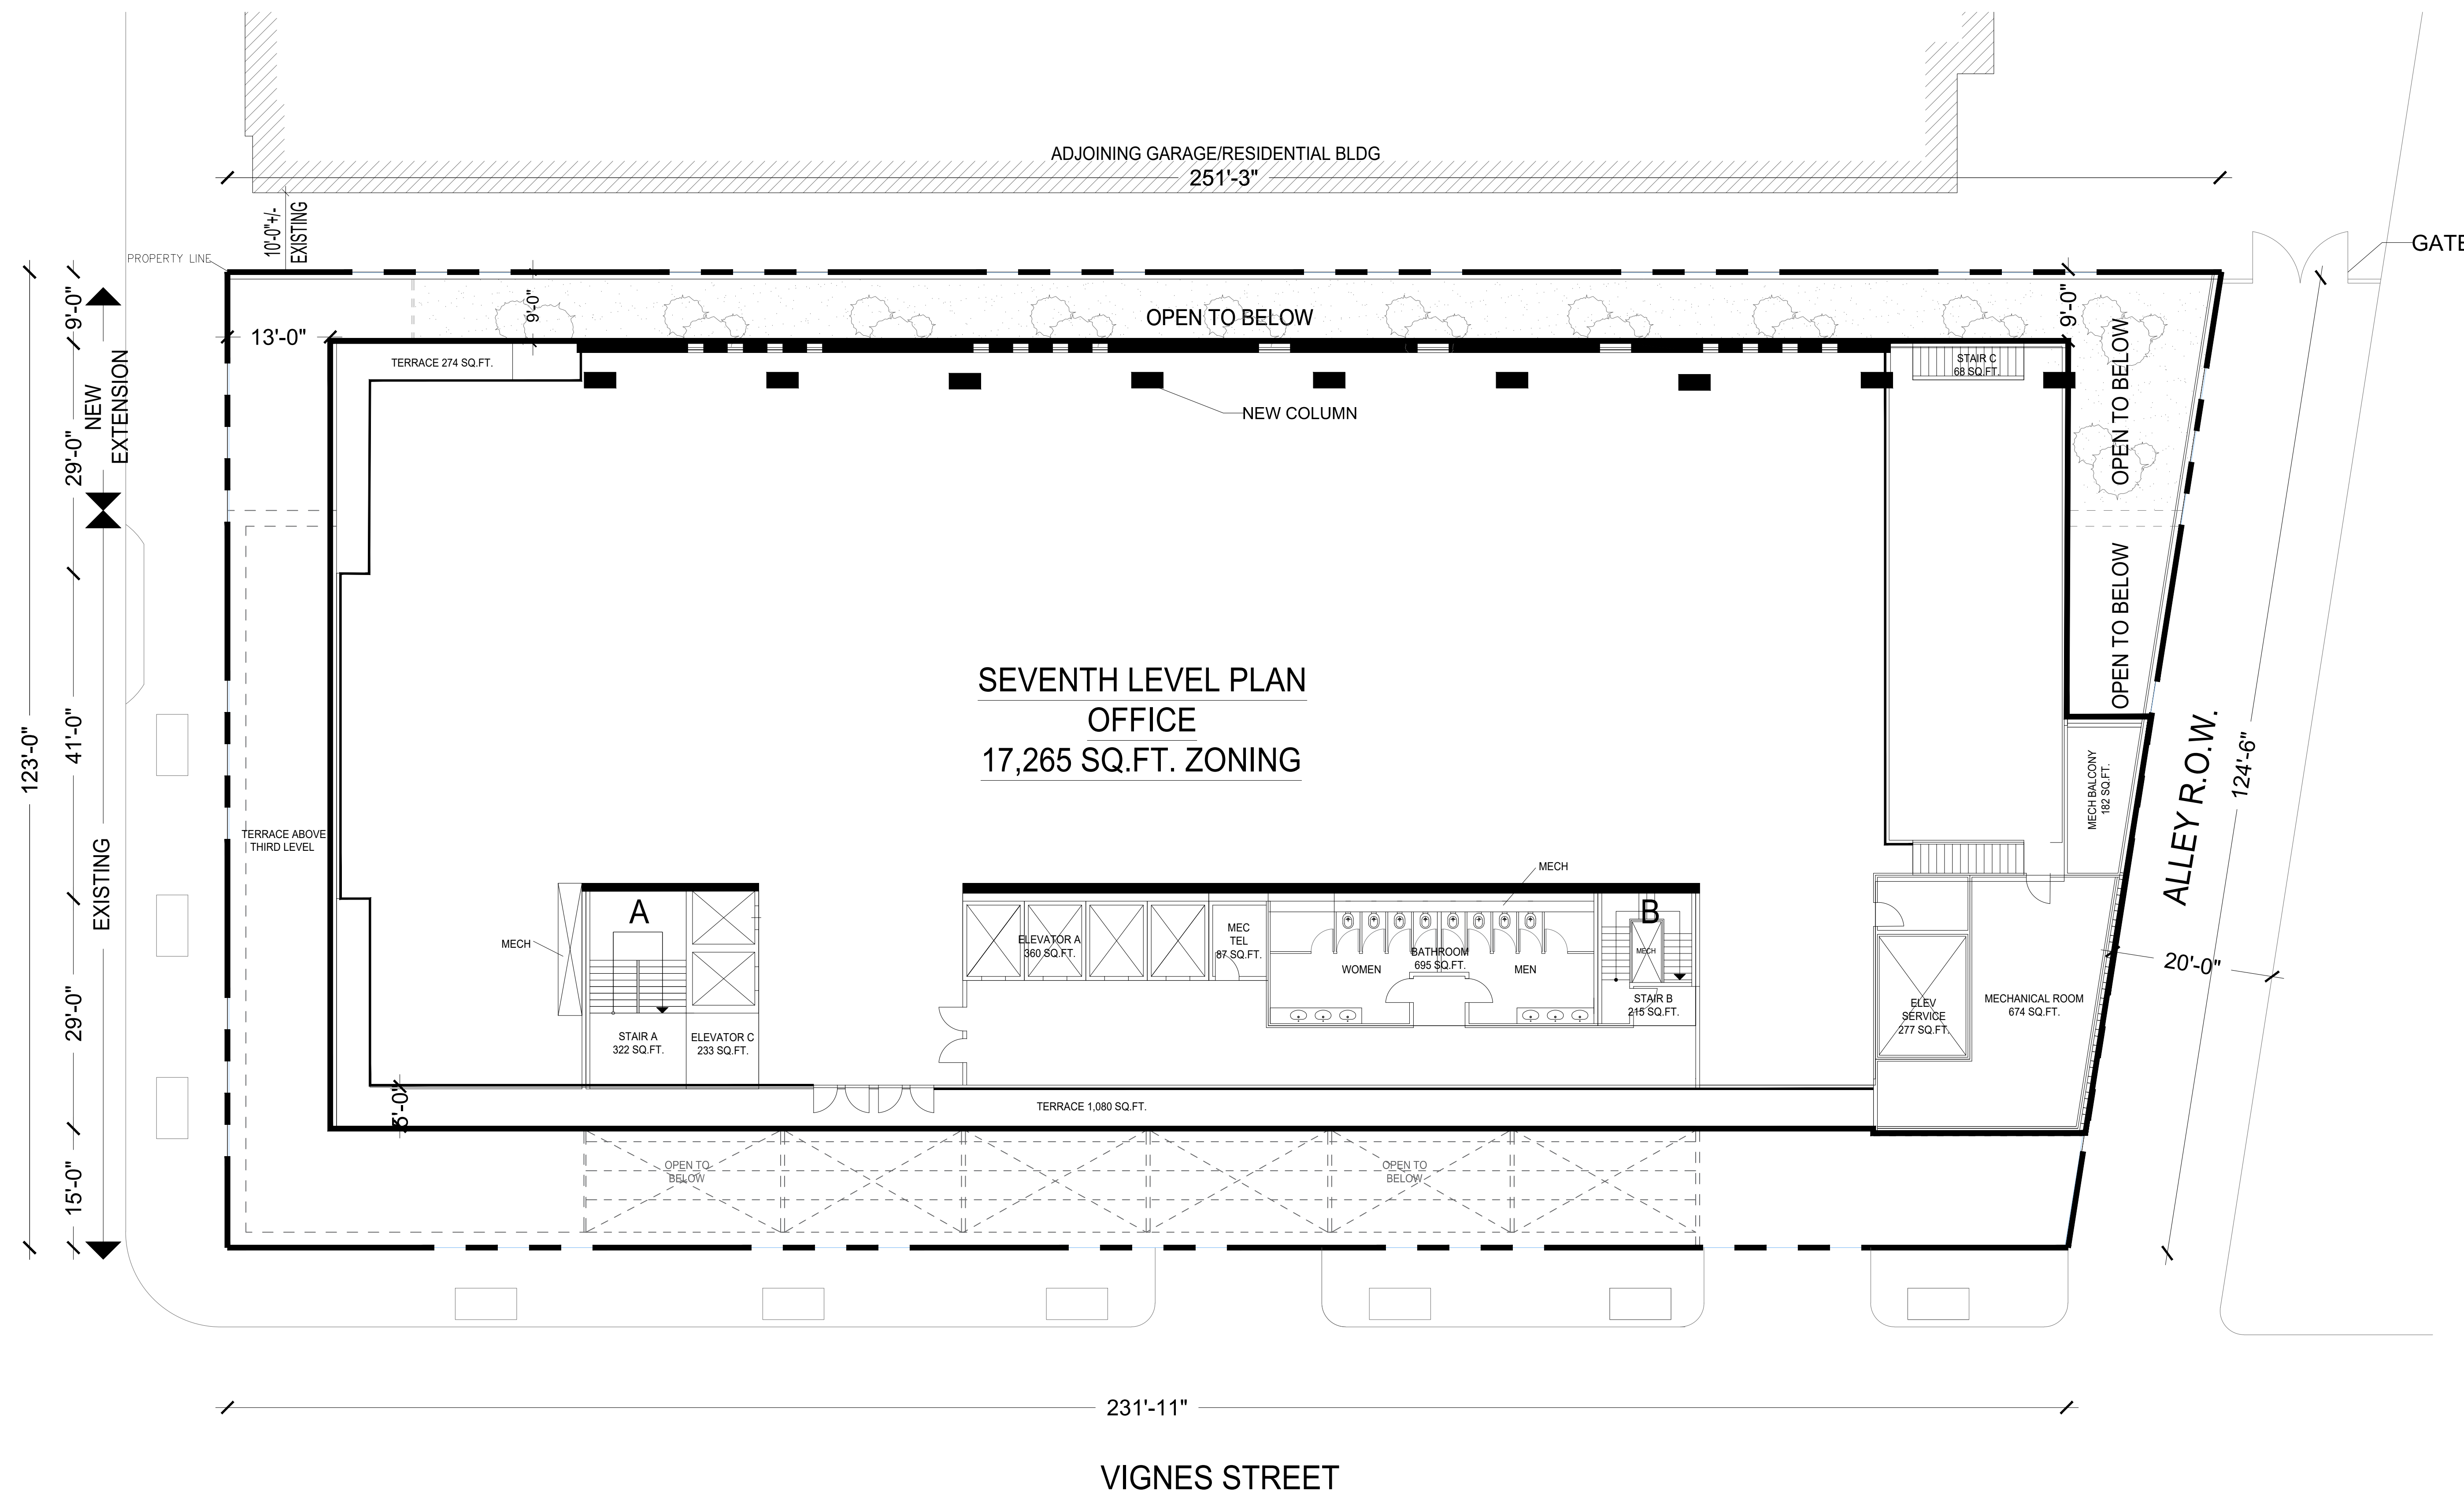 ADJOINING GARAGE/RESIDENTIAL BLDG
251'-3"
10'-0"+/-
EXISTING
PROPERTY LINE
GATE
9'-0"
NEW
EXTENSION
29'-0"
123'-0"
41'-0"
EXISTING
29'-0"
15'-0"
13'-0"
9'-0"
OPEN TO BELOW
9'-0"
OPEN TO BELOW
OPEN TO BELOW
TERRACE 274 SQ.FT.
STAIR C
68 SQ.FT.
NEW COLUMN
SEVENTH LEVEL PLAN
OFFICE
17,265 SQ.FT. ZONING
TERRACE ABOVE
THIRD LEVEL
MECH BALCONY
182 SQ.FT.
ALLEY R.O.W.
124'-6"
20'-0"
MECH
A
STAIR A
322 SQ.FT.
ELEVATOR C
233 SQ.FT.
ELEVATOR A
360 SQ.FT.
MEC
TEL
87 SQ.FT.
MECH
WOMEN
BATHROOM
695 SQ.FT.
MEN
B
MECH
STAIR B
215 SQ.FT.
ELEV
SERVICE
277 SQ.FT.
MECHANICAL ROOM
674 SQ.FT.
TERRACE 1,080 SQ.FT.
OPEN TO
BELOW
OPEN TO
BELOW
231'-11"
VIGNES STREET